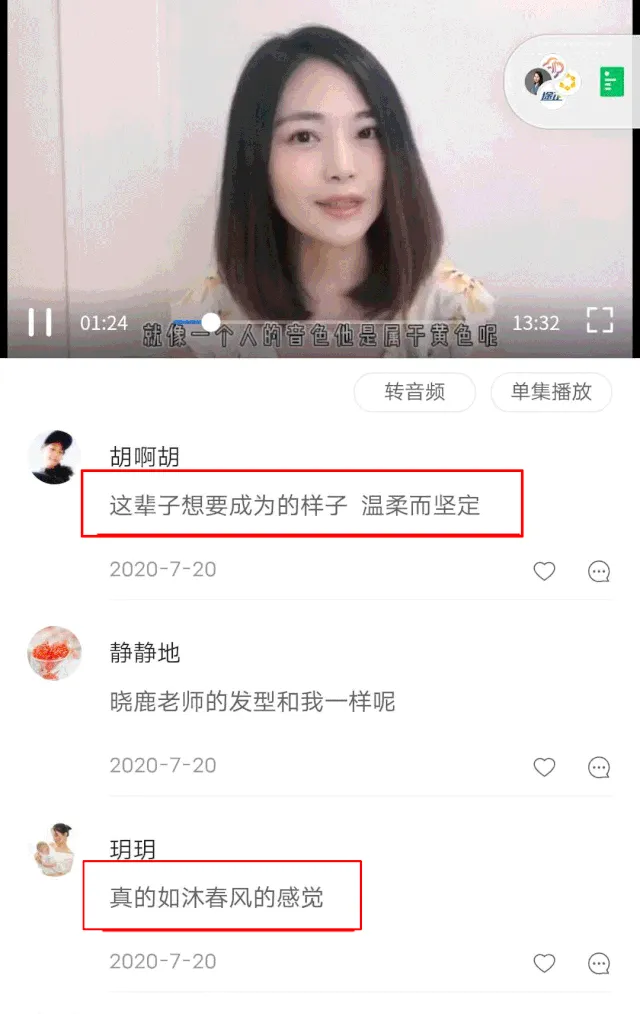 01:24
13:32
就像一个人的音色他是属于黄色呢
转音频
单集播放
胡啊胡
这辈子想要成为的样子 温柔而坚定
2020-7-20
静静地
晓鹿老师的发型和我一样呢
2020-7-20
玥玥
真的如沐春风的感觉
2020-7-20